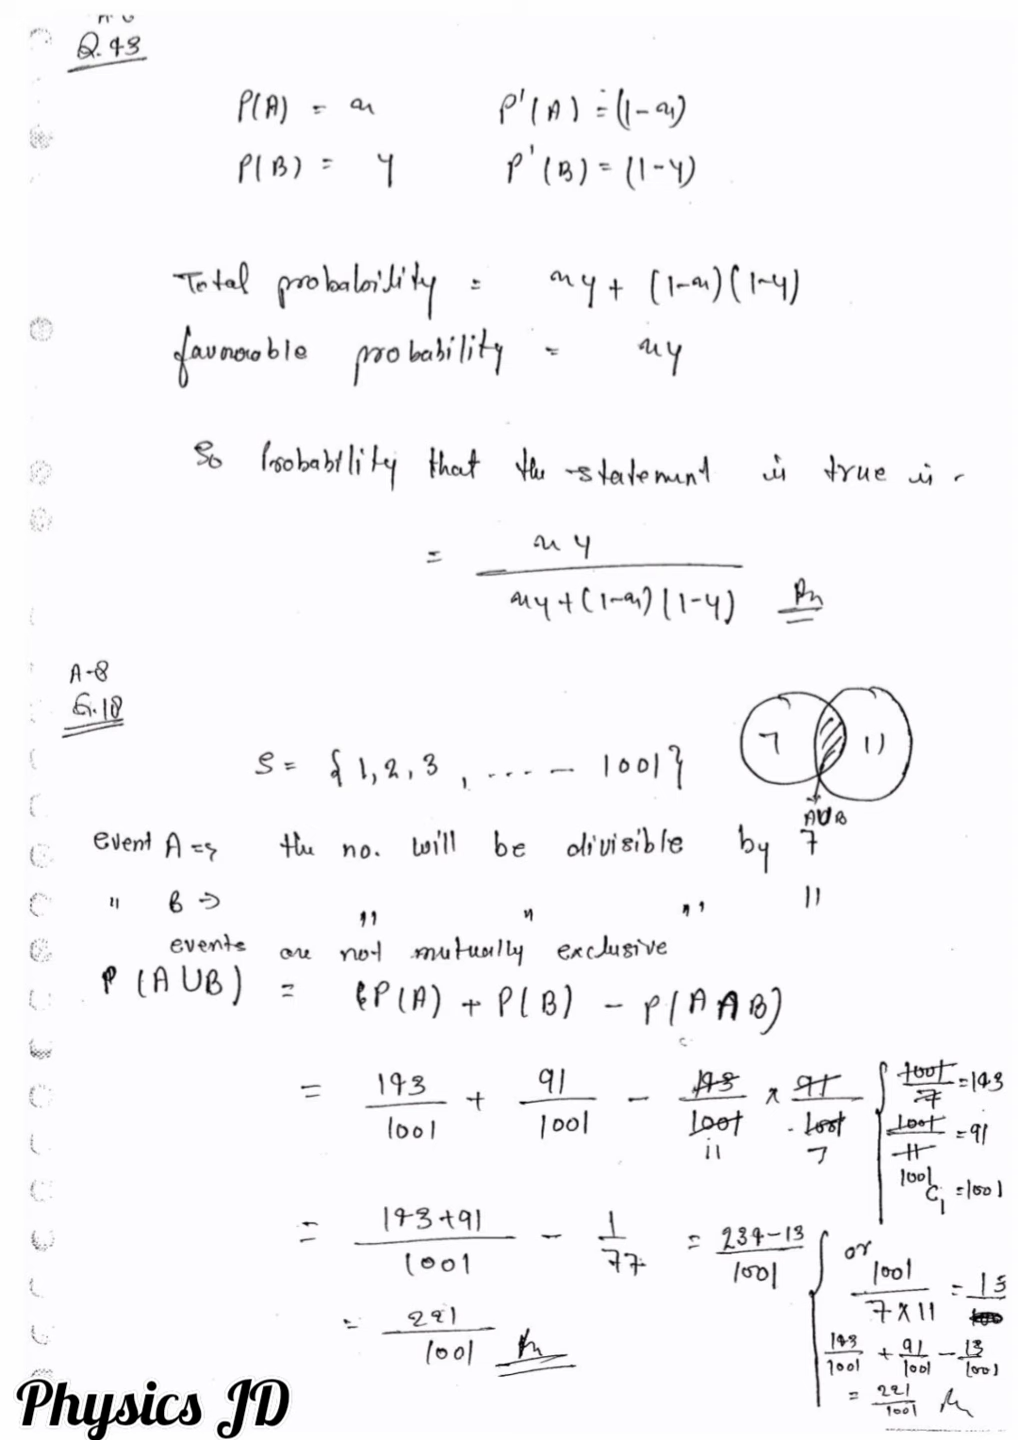 Q.43
P(A) = x P'(A) = (1-x)
P(B) = y P'(B) = (1-y)
Total probability = xy + (1-x)(1-y)
favourable probability = xy
So Probability that the statement is true is
= xy / xy+(1-x)(1-y) An
A-8
Q.18
7 11
S = { 1, 2, 3, ..... 1001}
A∪B
event A => the no. will be divisible by 7
" B => " " " 11
events are not mutually exclusive
P(A∪B) = P(A) + P(B) - P(A∩B)
= 143/1001 + 91/1001 - 143/1001 × 91/1001
11 7
1001/7 = 143
1001/11 = 91
1001C1 = 1001
= 143+91/1001 - 1/77 = 234-13/1001
= 221/1001 An
or
1001/7×11 = 13
143/1001 + 91/1001 - 13/1001
= 221/1001 An
Physics JD